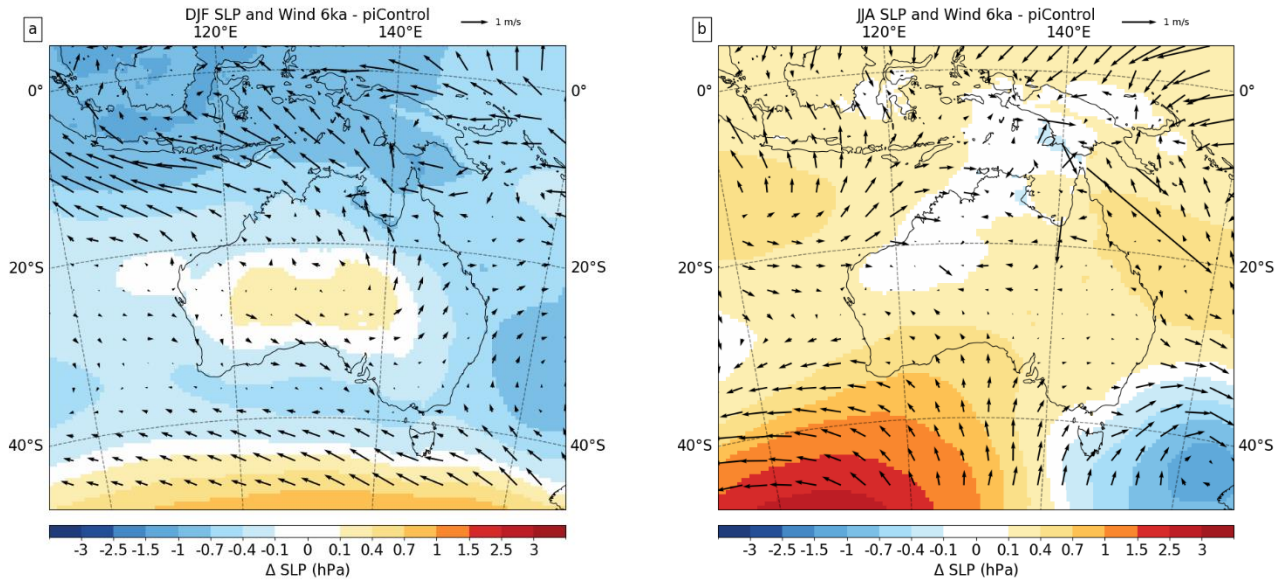 a
DJF SLP and Wind 6ka - piControl
1 m/s
120°E 140°E
0° 0°
20°S 20°S
40°S 40°S
-3 -2.5 -1.5 -1 -0.7 -0.4 -0.1 0 0.1 0.4 0.7 1 1.5 2.5 3
Δ SLP (hPa)
b
JJA SLP and Wind 6ka - piControl
1 m/s
120°E 140°E
0° 0°
20°S 20°S
40°S 40°S
-3 -2.5 -1.5 -1 -0.7 -0.4 -0.1 0 0.1 0.4 0.7 1 1.5 2.5 3
Δ SLP (hPa)